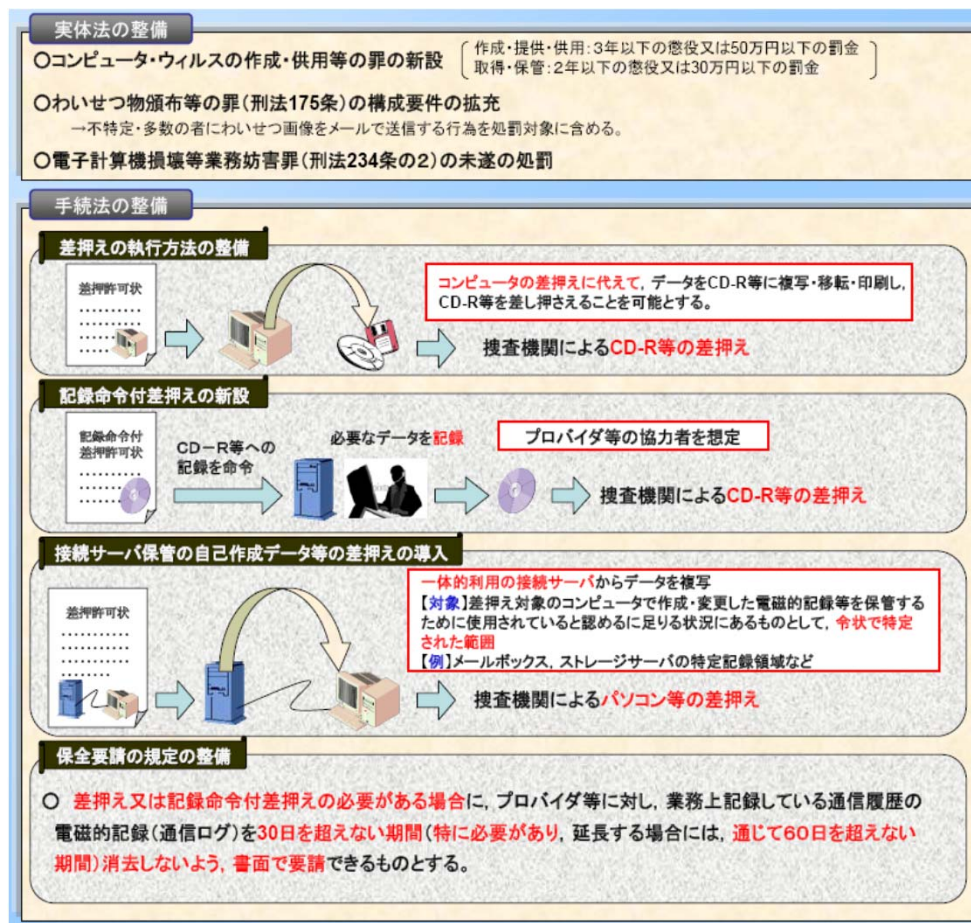 実体法の整備
○コンピュータ・ウィルスの作成・供用等の罪の新設
作成・提供・供用:3年以下の懲役又は50万円以下の罰金
取得・保管:2年以下の懲役又は30万円以下の罰金
○わいせつ物頒布等の罪(刑法175条)の構成要件の拡充
→不特定・多数の者にわいせつ画像をメールで送信する行為を処罰対象に含める。
○電子計算機損壊等業務妨害罪(刑法234条の2)の未遂の処罰
手続法の整備
差押えの執行方法の整備
差押許可状
コンピュータの差押えに代えて,データをCD-R等に複写・移転・印刷し,
CD-R等を差し押さえることを可能とする。
捜査機関によるCD-R等の差押え
記録命令付差押えの新設
記録命令付
差押許可状
CD-R等への
記録を命令
必要なデータを記録
プロバイダ等の協力者を想定
捜査機関によるCD-R等の差押え
接続サーバ保管の自己作成データ等の差押えの導入
差押許可状
一体的利用の接続サーバからデータを複写
【対象】差押え対象のコンピュータで作成・変更した電磁的記録等を保管する
ために使用されていると認めるに足りる状況にあるものとして,令状で特定
された範囲
【例】メールボックス,ストレージサーバの特定記録領域など
捜査機関によるパソコン等の差押え
保全要請の規定の整備
○ 差押え又は記録命令付差押えの必要がある場合に,プロバイダ等に対し,業務上記録している通信履歴の
電磁的記録(通信ログ)を30日を超えない期間(特に必要があり,延長する場合には,通じて60日を超えない
期間)消去しないよう,書面で要請できるものとする。